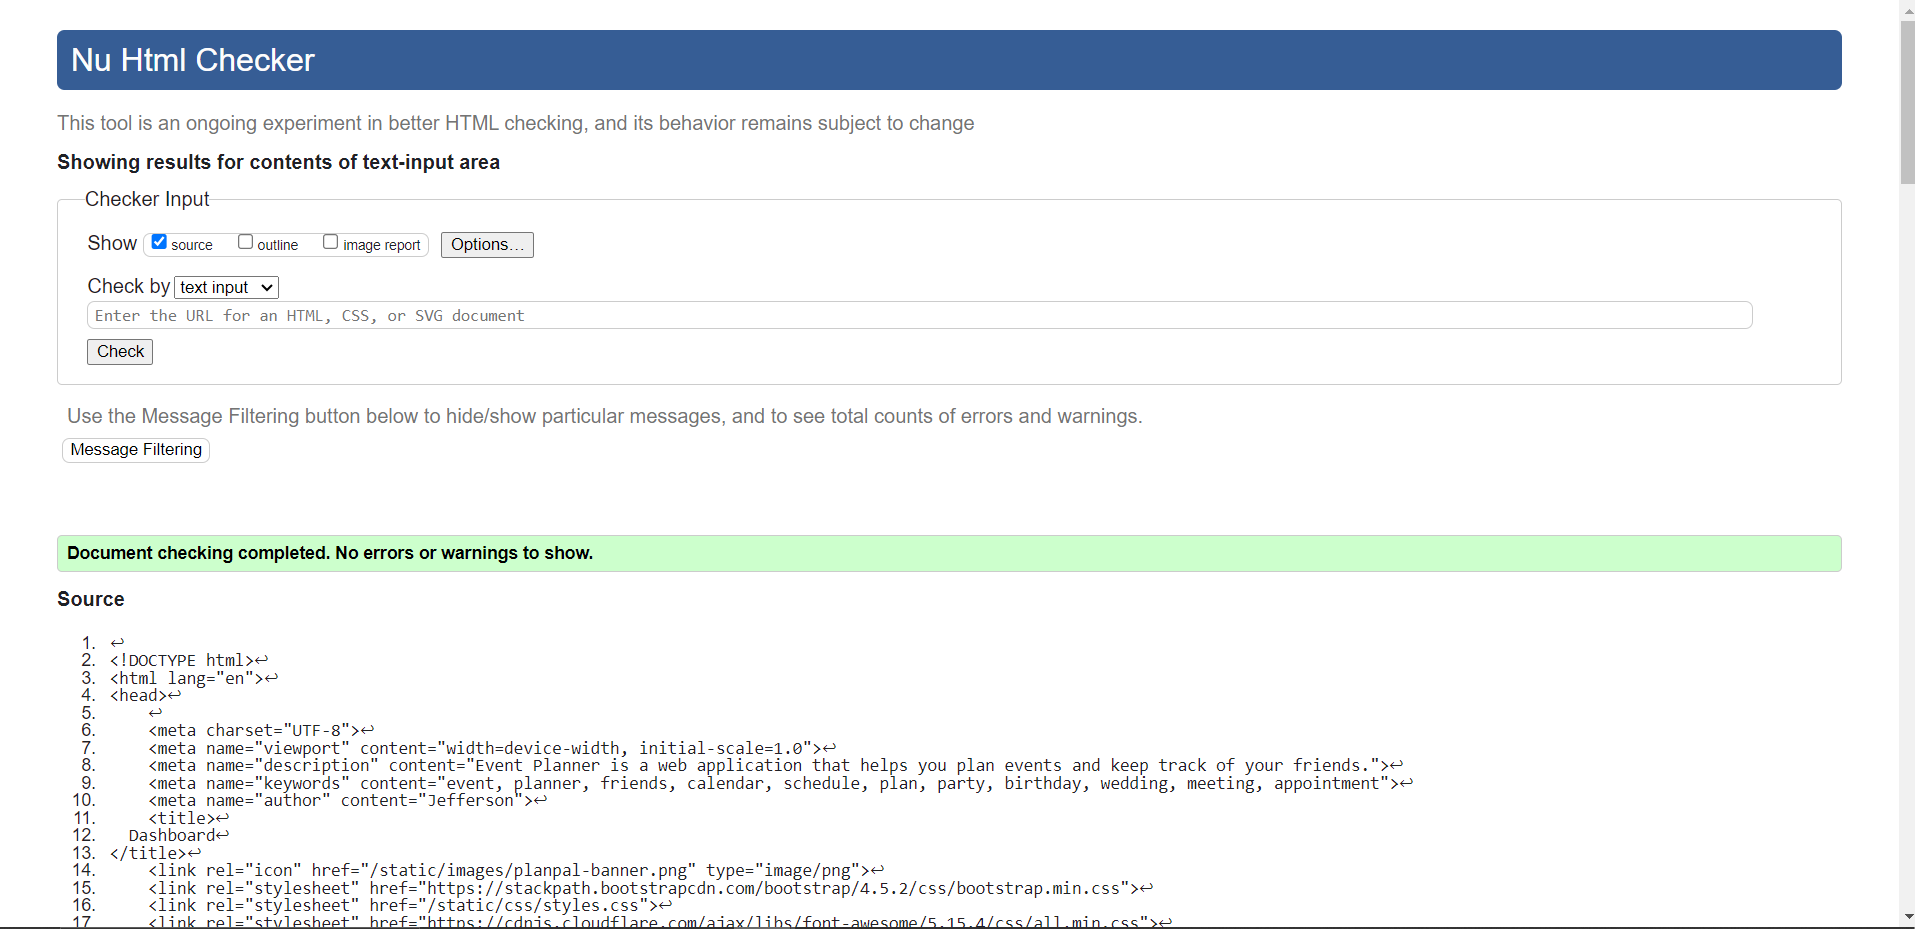 Nu Html Checker
This tool is an ongoing experiment in better HTML checking, and its behavior remains subject to change
Showing results for contents of text-input area
Checker Input
Show source outline image report Options…
Check by text input
Enter the URL for an HTML, CSS, or SVG document
Check
Use the Message Filtering button below to hide/show particular messages, and to see total counts of errors and warnings.
Message Filtering
Document checking completed. No errors or warnings to show.
Source
1. ↩
2. <!DOCTYPE html>↩
3. <html lang="en">↩
4. <head>↩
5. ↩
6. <meta charset="UTF-8">↩
7. <meta name="viewport" content="width=device-width, initial-scale=1.0">↩
8. <meta name="description" content="Event Planner is a web application that helps you plan events and keep track of your friends.">↩
9. <meta name="keywords" content="event, planner, friends, calendar, schedule, plan, party, birthday, wedding, meeting, appointment">↩
10. <meta name="author" content="Jefferson">↩
11. <title>↩
12. Dashboard↩
13. </title>↩
14. <link rel="icon" href="/static/images/planpal-banner.png" type="image/png">↩
15. <link rel="stylesheet" href="https://stackpath.bootstrapcdn.com/bootstrap/4.5.2/css/bootstrap.min.css">↩
16. <link rel="stylesheet" href="/static/css/styles.css">↩
17. <link rel="stylesheet" href="https://cdnjs.cloudflare.com/ajax/libs/font-awesome/5.15.4/css/all.min.css">↩